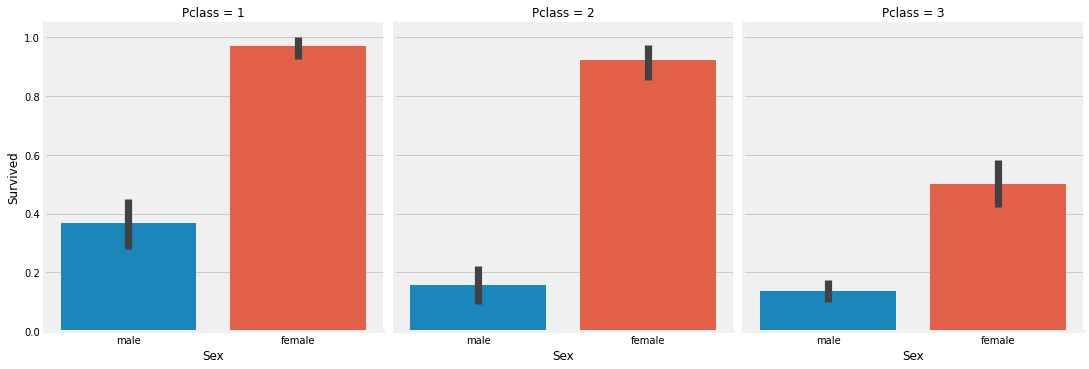 Pclass = 1
Pclass = 2
Pclass = 3
Survived
1.0
0.8
0.6
0.4
0.2
0.0
male
female
male
female
male
female
Sex
Sex
Sex